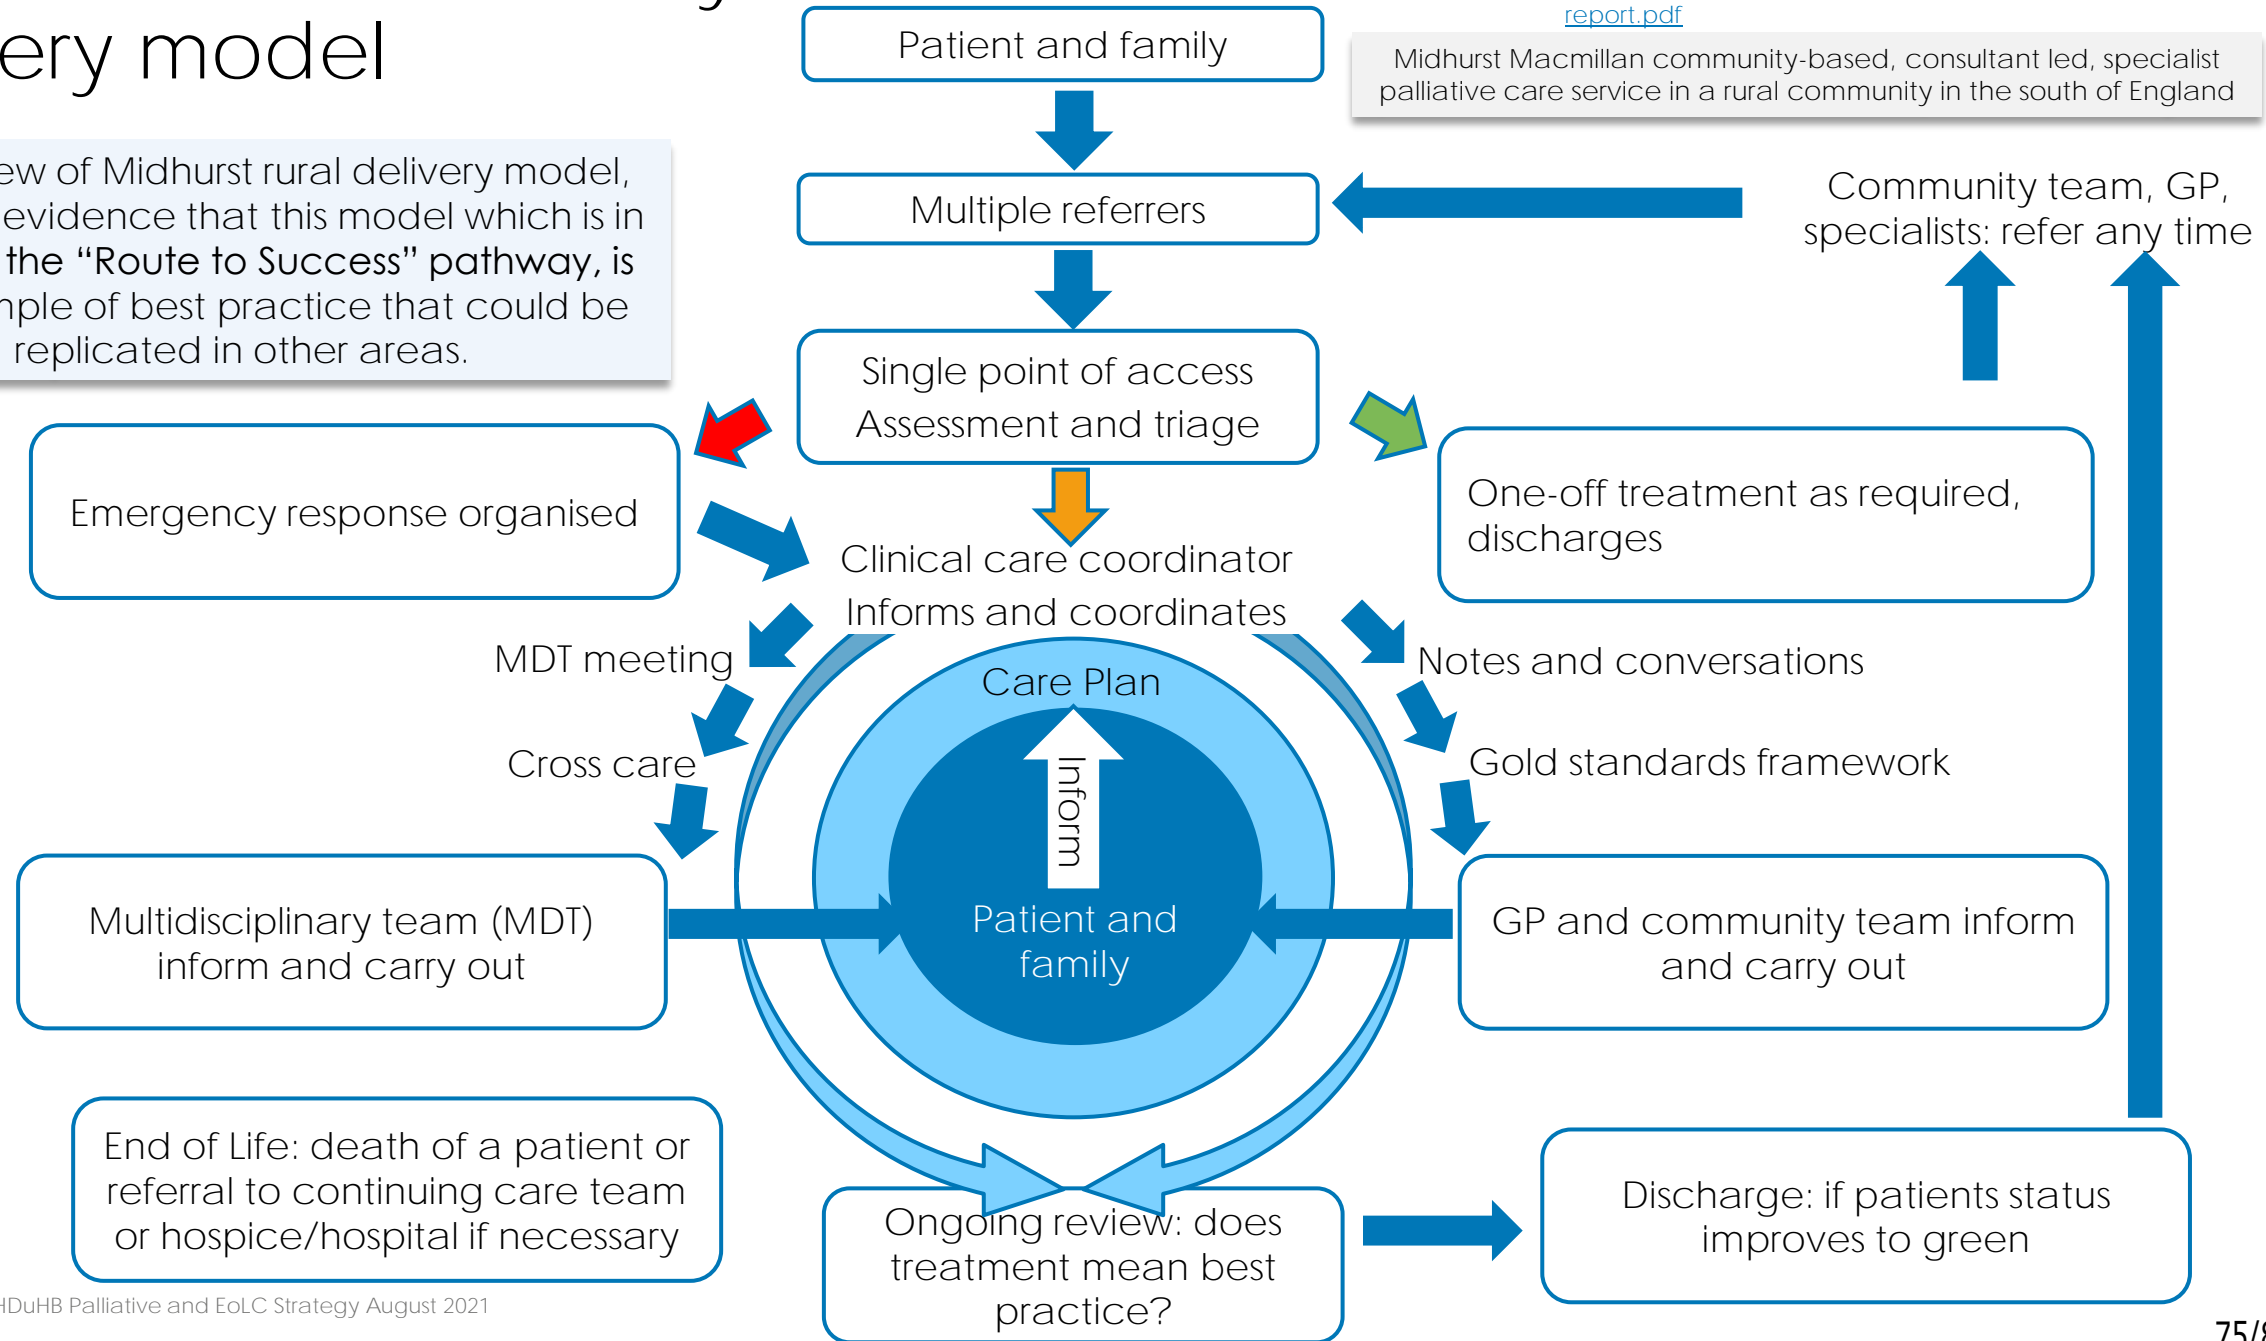 ery model
report.pdf
Midhurst Macmillan community-based, consultant led, specialist
palliative care service in a rural community in the south of England
ew of Midhurst rural delivery model,
evidence that this model which is in
the “Route to Success” pathway, is
mple of best practice that could be
replicated in other areas.
Patient and family
Multiple referrers
Community team, GP,
specialists: refer any time
Single point of access
Assessment and triage
Emergency response organised
One-off treatment as required,
discharges
Clinical care coordinator
Informs and coordinates
MDT meeting
Notes and conversations
Care Plan
Cross care
Gold standards framework
Inform
Multidisciplinary team (MDT)
inform and carry out
Patient and
family
GP and community team inform
and carry out
End of Life: death of a patient or
referral to continuing care team
or hospice/hospital if necessary
Ongoing review: does
treatment mean best
practice?
Discharge: if patients status
improves to green
HDuHB Palliative and EoLC Strategy August 2021
75/8